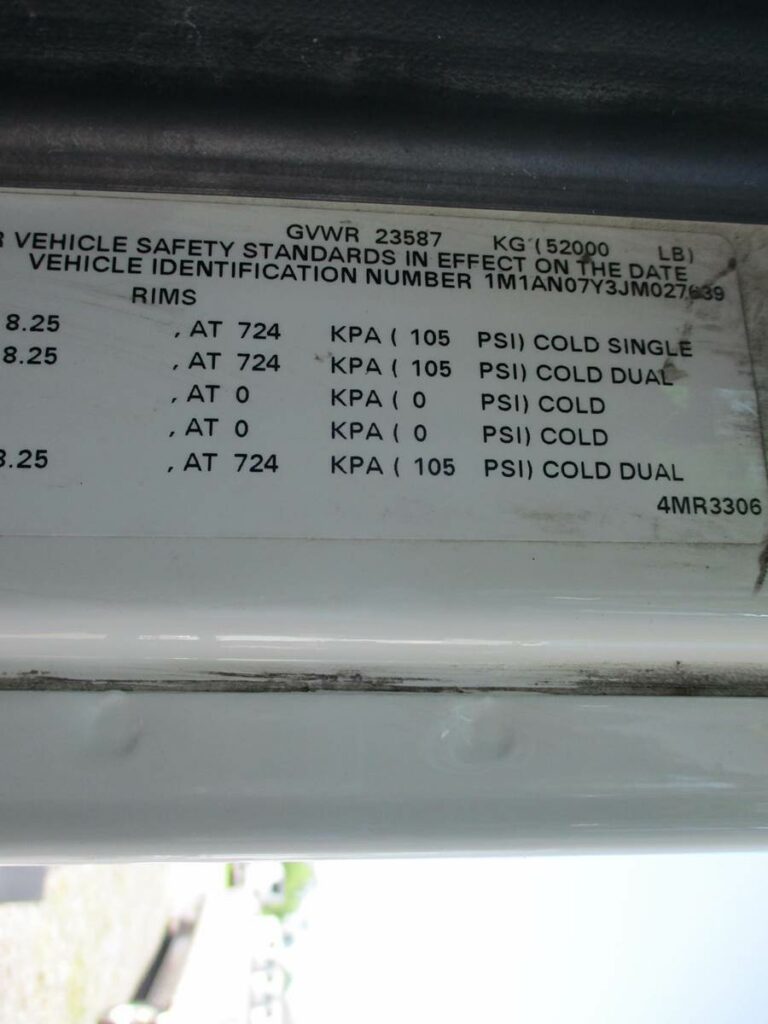 GVWR 23587 KG (52000 LB)
R VEHICLE SAFETY STANDARDS IN EFFECT ON THE DATE
VEHICLE IDENTIFICATION NUMBER 1M1AN07Y3JM027639
RIMS
8.25 , AT 724 KPA ( 105 PSI) COLD SINGLE
8.25 , AT 724 KPA ( 105 PSI) COLD DUAL
, AT 0 KPA ( 0 PSI) COLD
, AT 0 KPA ( 0 PSI) COLD
8.25 , AT 724 KPA ( 105 PSI) COLD DUAL
4MR3306